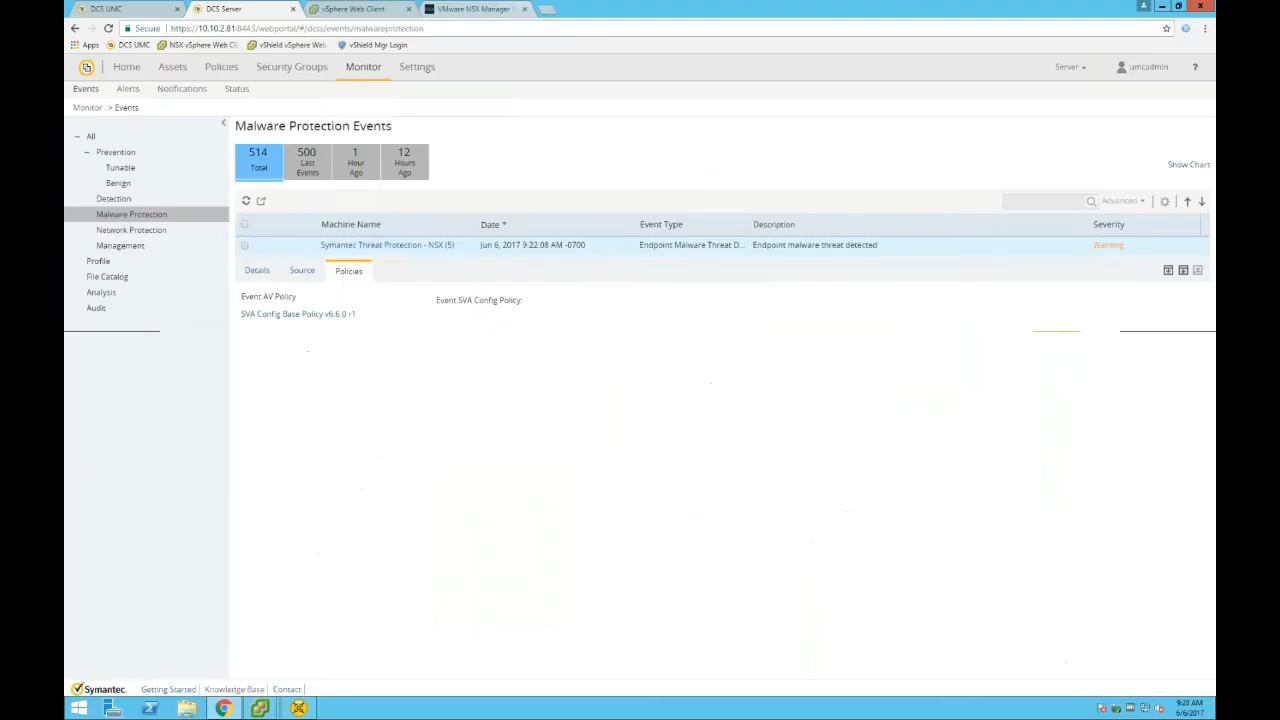 DCS UMC
DCS Server
vSphere Web Client
VMware NSX Manager
Secure
https://10.10.2.81:8443/webportal/#/dcss/events/malwareprotection
Apps
DCS UMC
NSX vSphere Web Cli
vShield vSphere Web
vShield Mgr Login
Home
Assets
Policies
Security Groups
Monitor
Settings
Server
umcadmin
?
Events
Alerts
Notifications
Status
Monitor > Events
All
Prevention
Tunable
Benign
Detection
Malware Protection
Network Protection
Management
Profile
File Catalog
Analysis
Audit
Malware Protection Events
514
Total
500
Last
Events
1
Hour
Ago
12
Hours
Ago
Show Chart
Advanced
Machine Name
Date
Event Type
Description
Severity
Symantec Threat Protection - NSX (5)
Jun 6, 2017 9:22:08 AM -0700
Endpoint Malware Threat D...
Endpoint malware threat detected
Warning
Details
Source
Policies
Event AV Policy
Event SVA Config Policy:
SVA Config Base Policy v6.6.0 r1
Symantec.
Getting Started
Knowledge Base
Contact
9:28 AM
6/6/2017